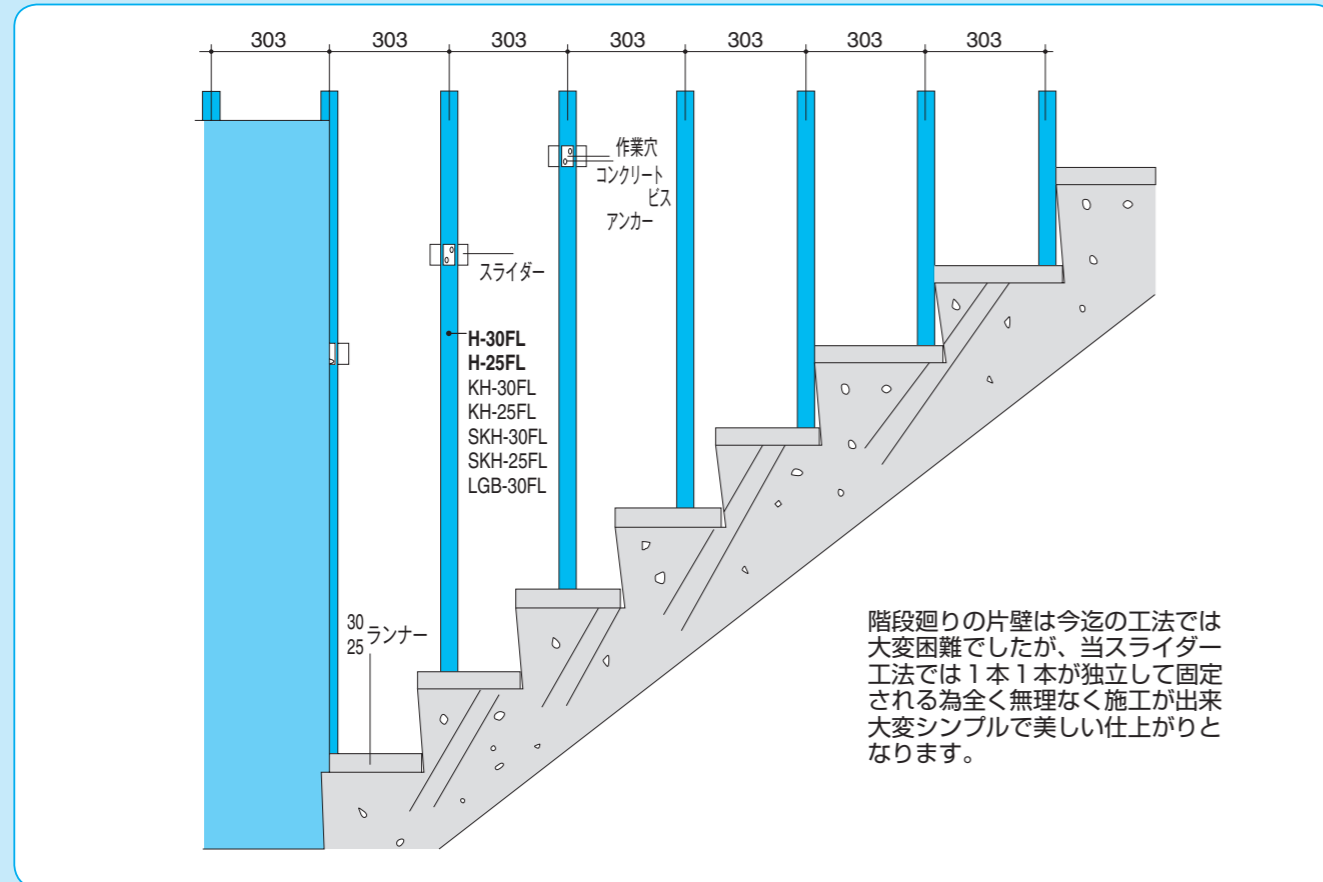 303 303 303 303 303 303 303
作業穴
コンクリート
ビス
アンカー
スライダー
H-30FL
H-25FL
KH-30FL
KH-25FL
SKH-30FL
SKH-25FL
LGB-30FL
30
25 ランナー
階段廻りの片壁は今迄の工法では
大変困難でしたが、当スライダー
工法では１本１本が独立して固定
される為全く無理なく施工が出来
大変シンプルで美しい仕上がりと
なります。